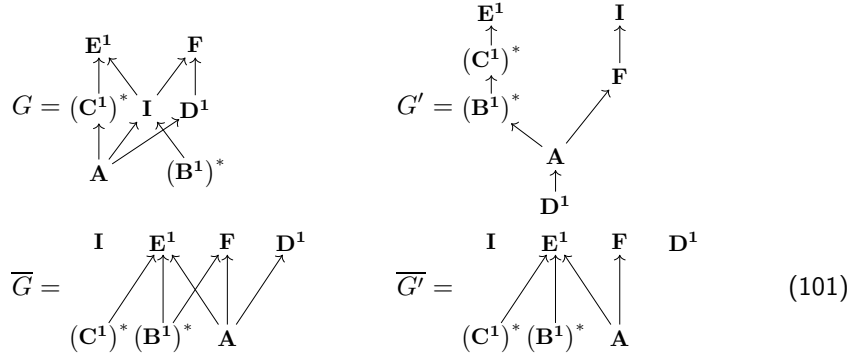 E¹ F
G = (C¹)* I D¹
A (B¹)*
E¹ I
(C¹)* F
G′ = (B¹)*
A
D¹
I E¹ F D¹
G̅ =
(C¹)* (B¹)* A
I E¹ F D¹
G̅′ = (101)
(C¹)* (B¹)* A